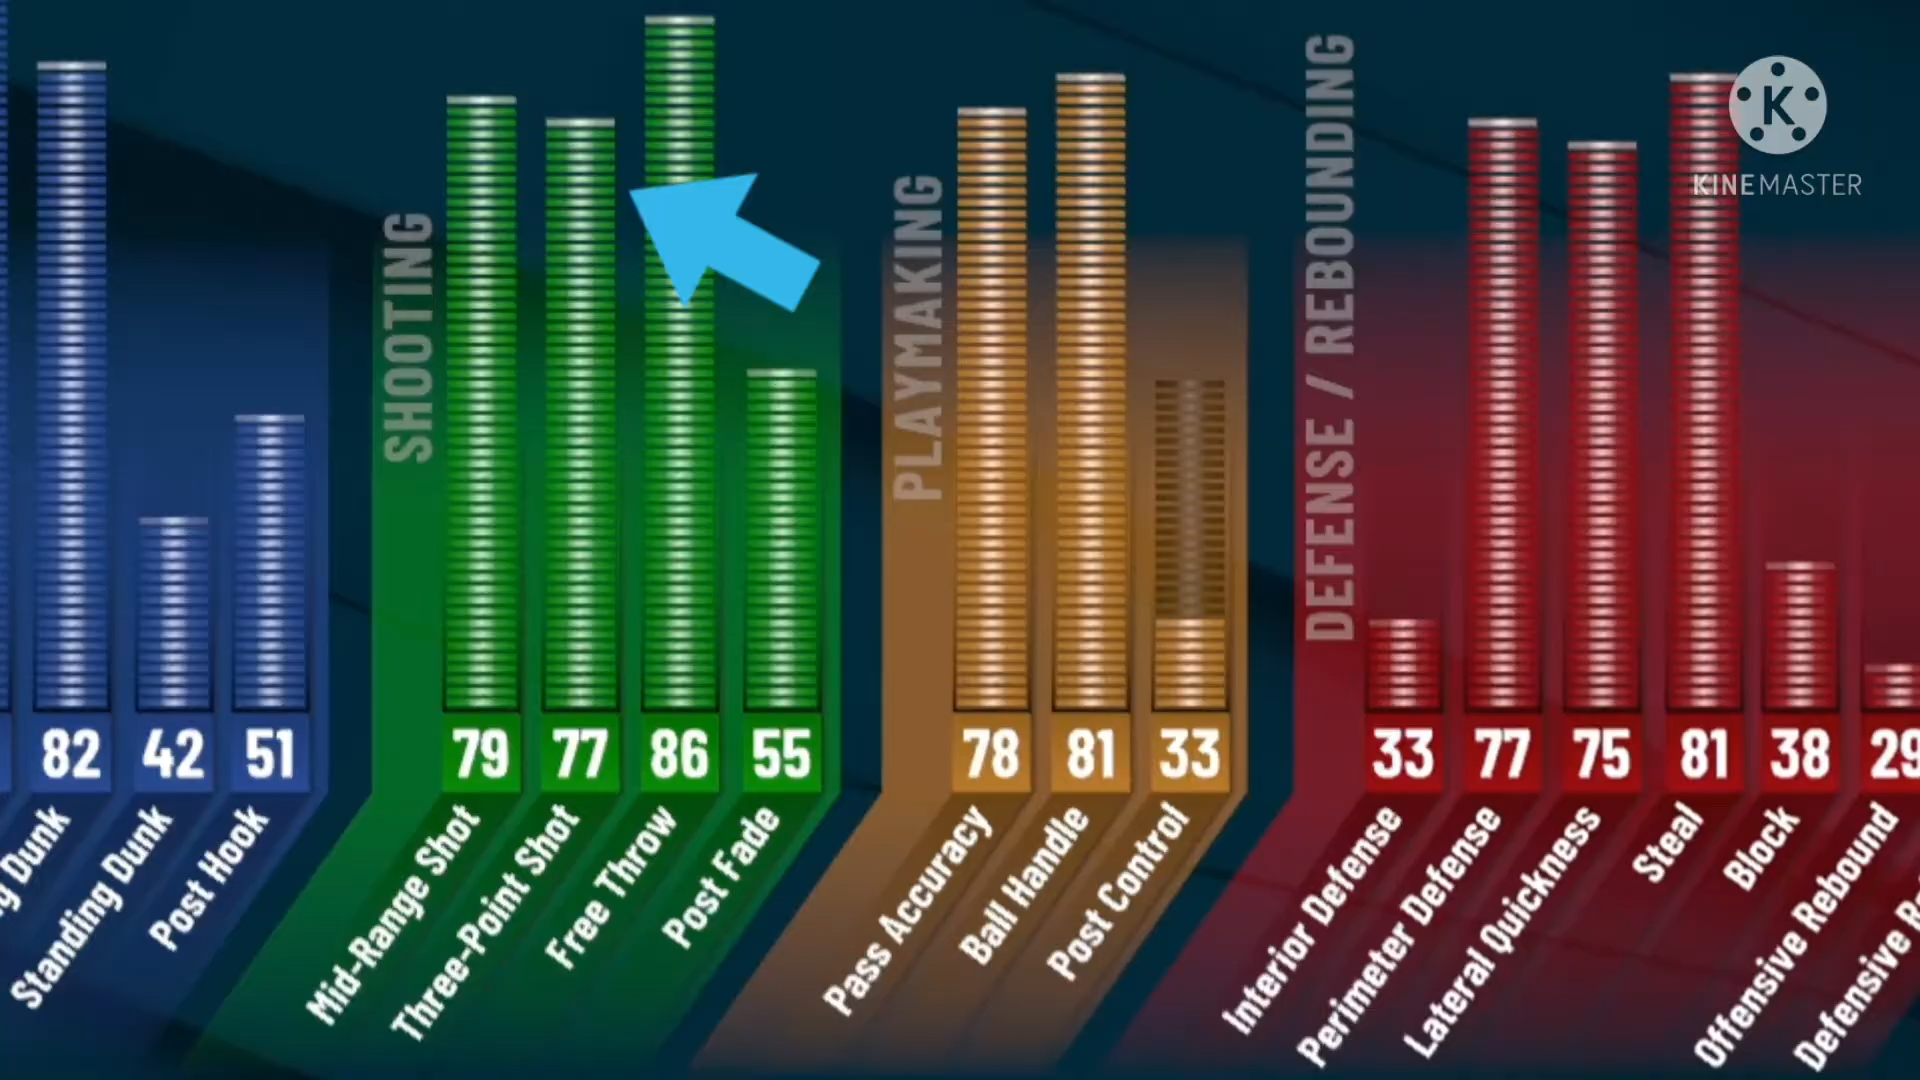 KINEMASTER
SHOOTING
PLAYMAKING
DEFENSE / REBOUNDING
82 42 51 79 77 86 55 78 81 33 33 77 75 81 38 29
Dunk
Standing Dunk
Post Hook
Mid-Range Shot
Three-Point Shot
Free Throw
Post Fade
Pass Accuracy
Ball Handle
Post Control
Interior Defense
Perimeter Defense
Lateral Quickness
Steal
Block
Offensive Rebound
Defensive